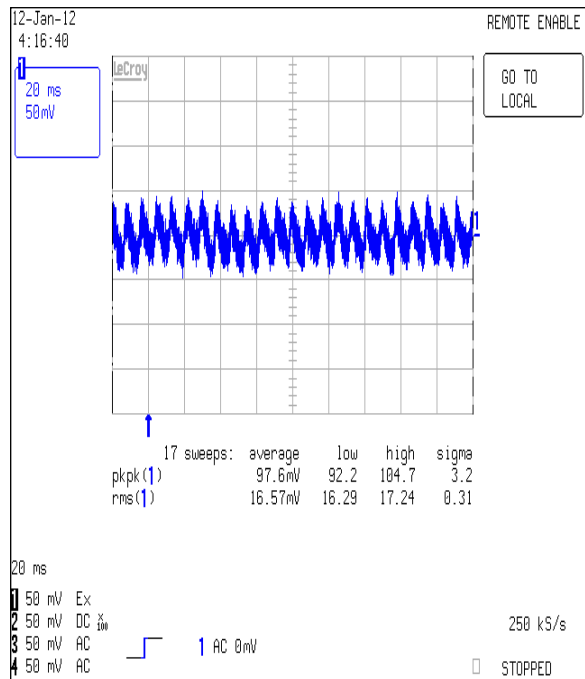 12-Jan-12
4:16:40
REMOTE ENABLE
1
20 ms
50mV
LeCroy
GO TO
LOCAL
1
17 sweeps: average low high sigma
pkpk(1) 97.6mV 92.2 104.7 3.2
rms(1) 16.57mV 16.29 17.24 0.31
20 ms
1 50 mV Ex
2 50 mV DC X 100
3 50 mV AC
4 50 mV AC
1 AC 0mV
250 kS/s
STOPPED